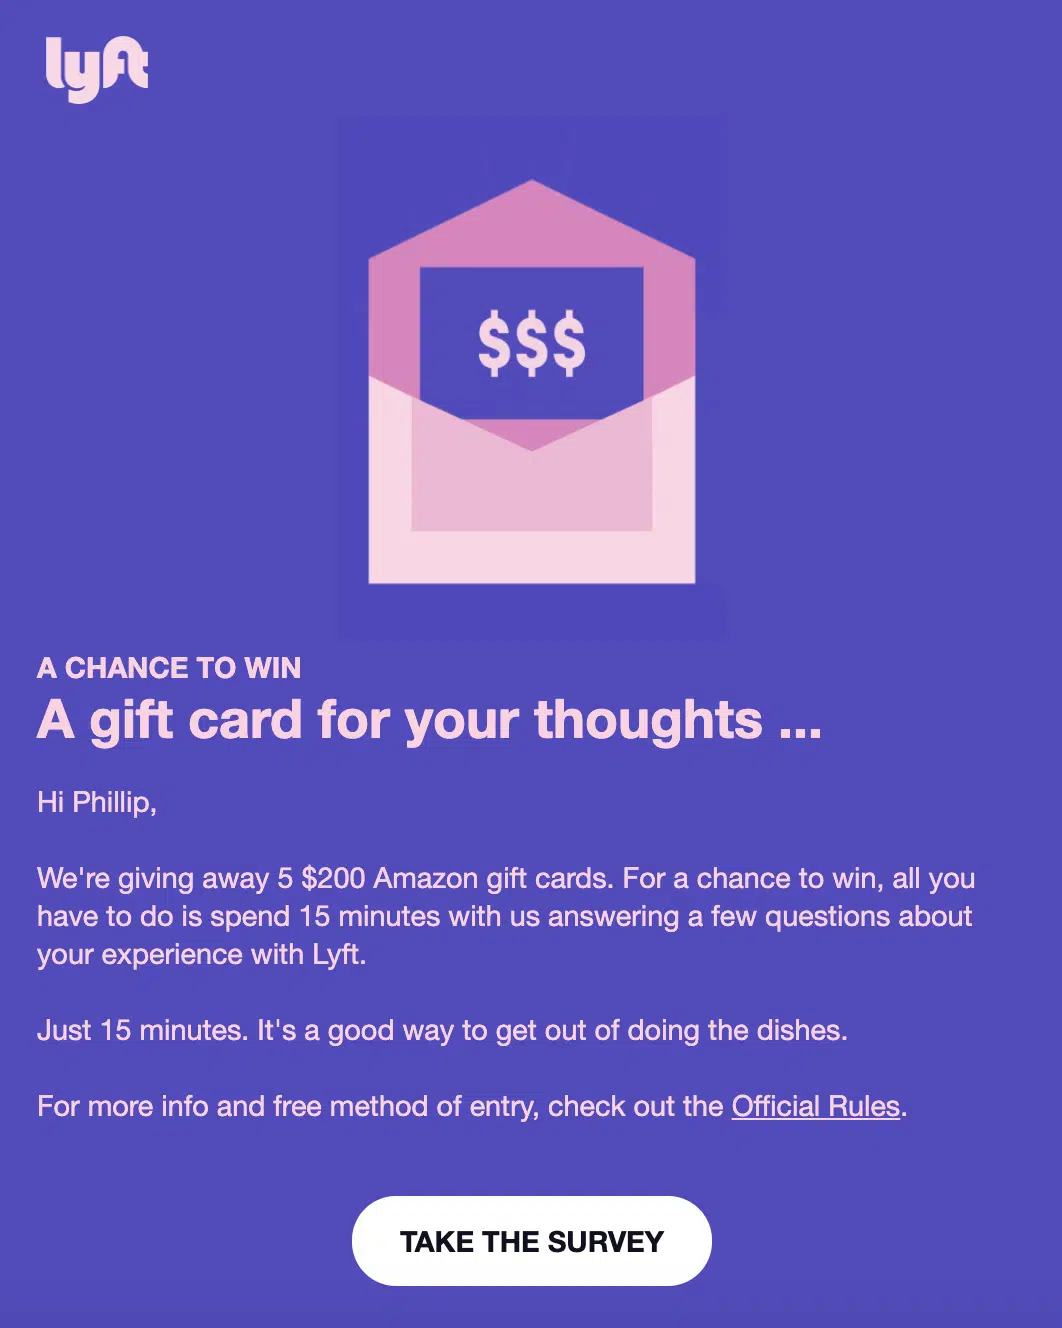 lyft
$$$
A CHANCE TO WIN
A gift card for your thoughts ...
Hi Phillip,
We're giving away 5 $200 Amazon gift cards. For a chance to win, all you
have to do is spend 15 minutes with us answering a few questions about
your experience with Lyft.
Just 15 minutes. It's a good way to get out of doing the dishes.
For more info and free method of entry, check out the Official Rules.
TAKE THE SURVEY